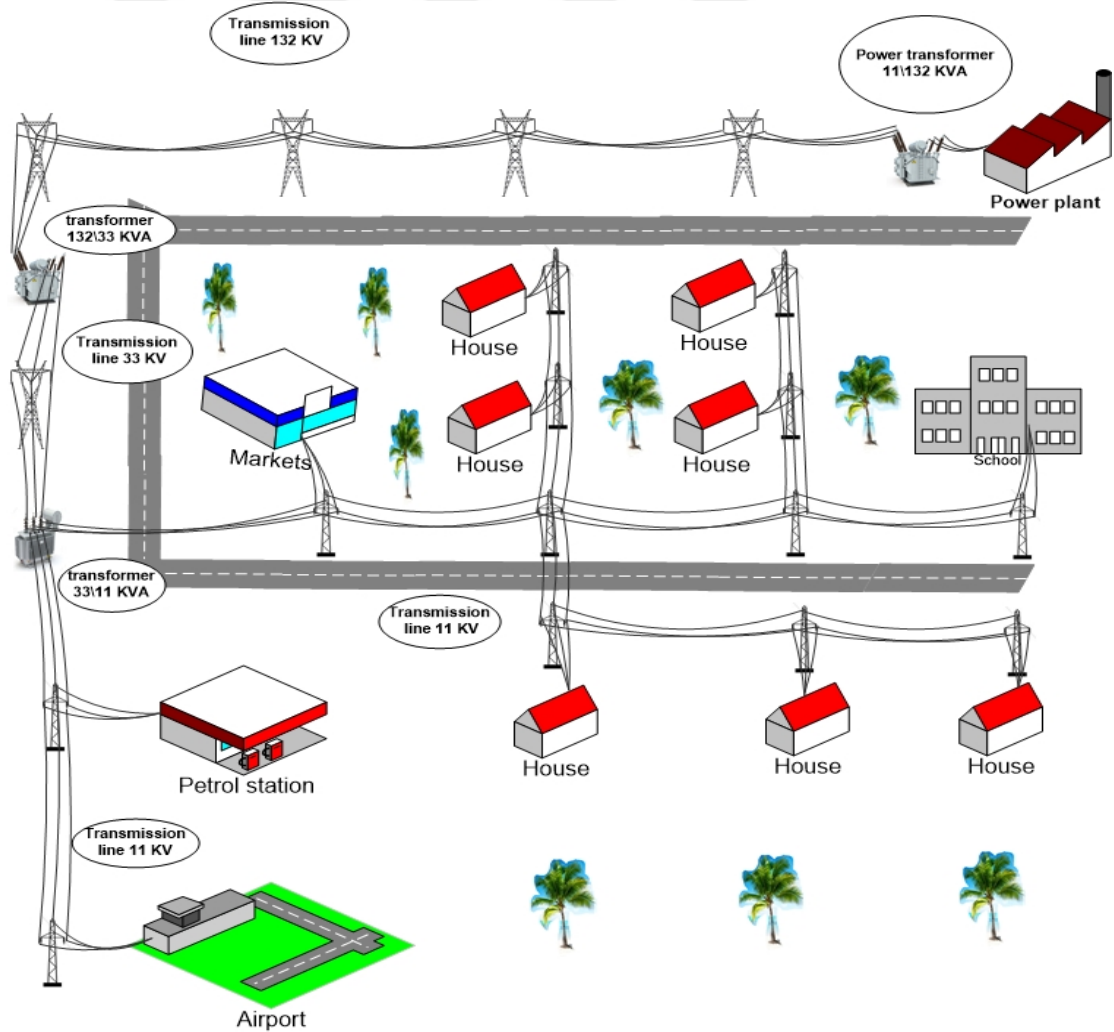 Transmission
line 132 KV
Power transformer
11\132 KVA
Power plant
transformer
132\33 KVA
Transmission
line 33 KV
House
House
Markets
House
House
School
transformer
33\11 KVA
Transmission
line 11 KV
Petrol station
House
House
House
Transmission
line 11 KV
Airport